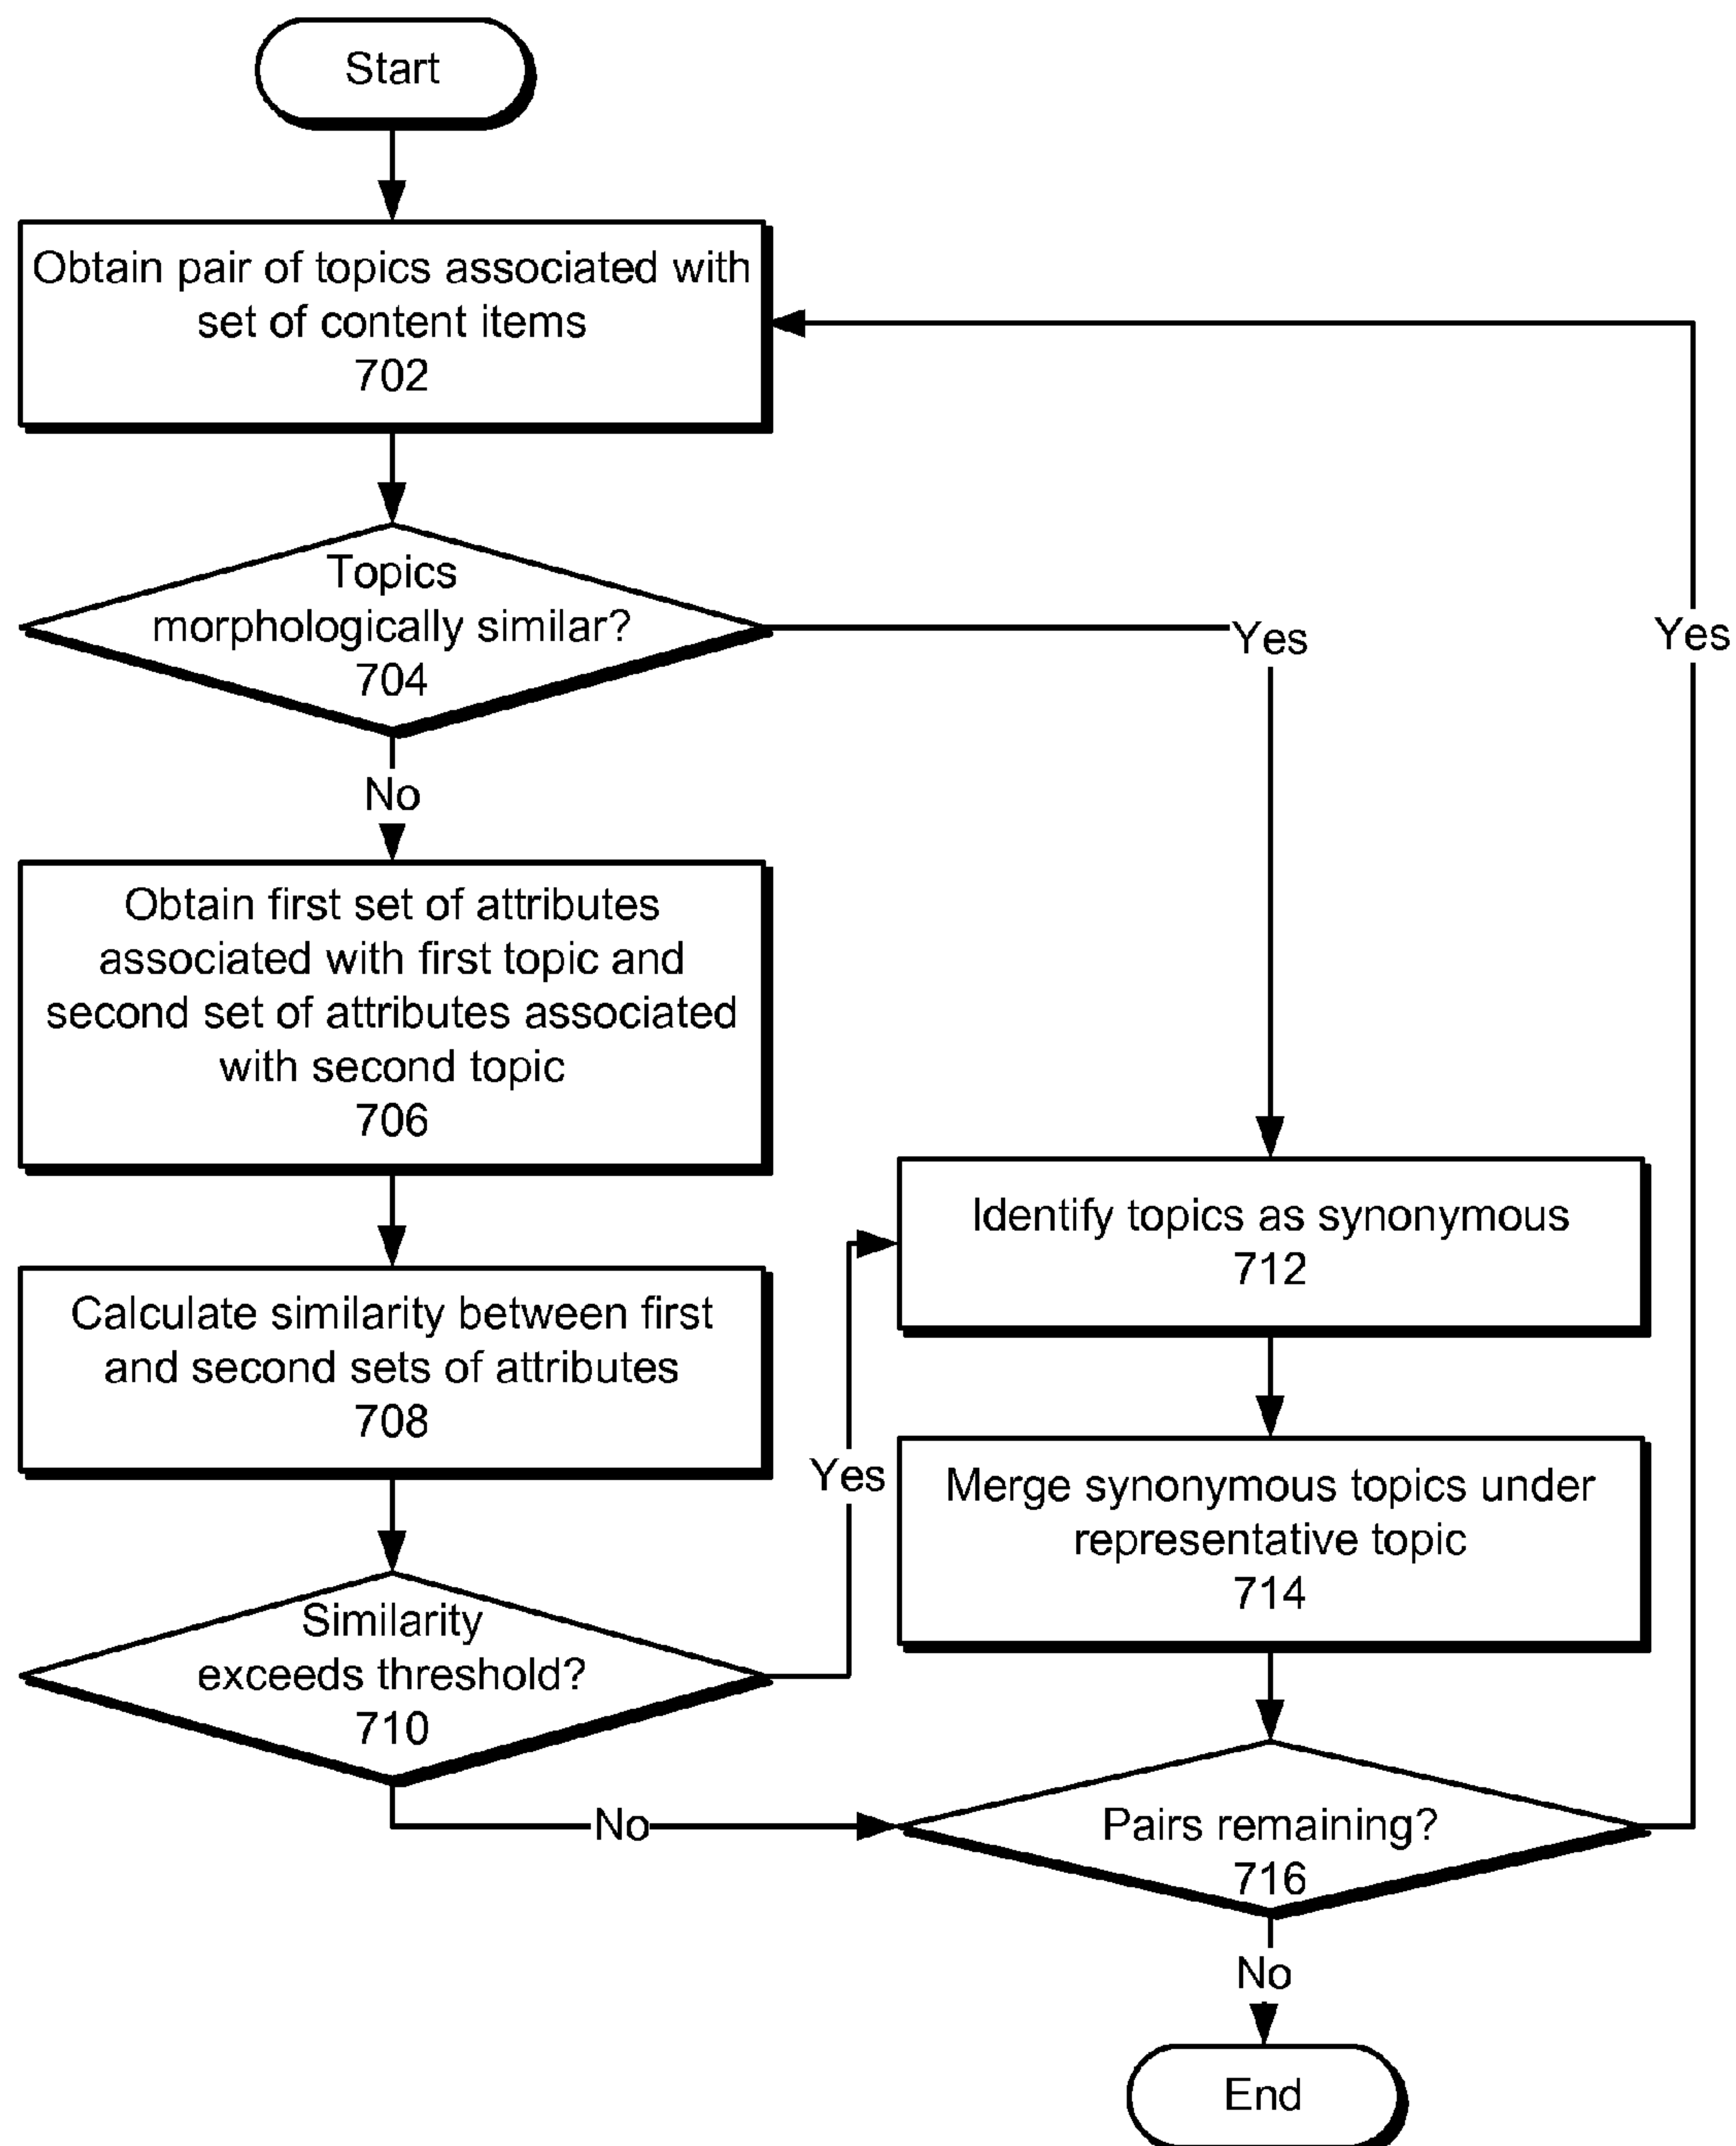 Start
Obtain pair of topics associated with
set of content items
702
Topics
morphologically similar?
704
Yes
Yes
No
Obtain first set of attributes
associated with first topic and
second set of attributes associated
with second topic
706
Identify topics as synonymous
712
Calculate similarity between first
and second sets of attributes
708
Yes
Merge synonymous topics under
representative topic
714
Similarity
exceeds threshold?
710
No
Pairs remaining?
716
No
End